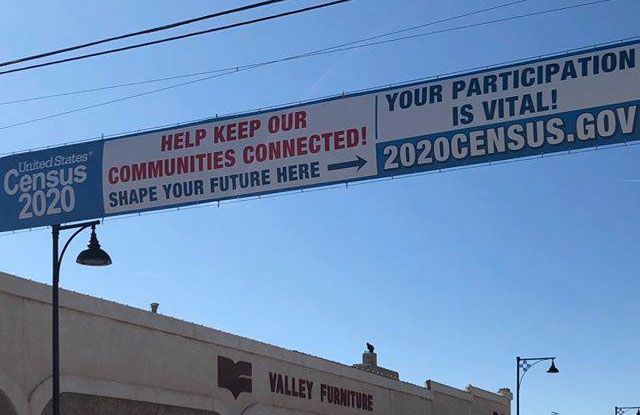 United States®
Census
2020
HELP KEEP OUR
COMMUNITIES CONNECTED!
SHAPE YOUR FUTURE HERE →
YOUR PARTICIPATION
IS VITAL!
2020CENSUS.GOV
VALLEY FURNITURE